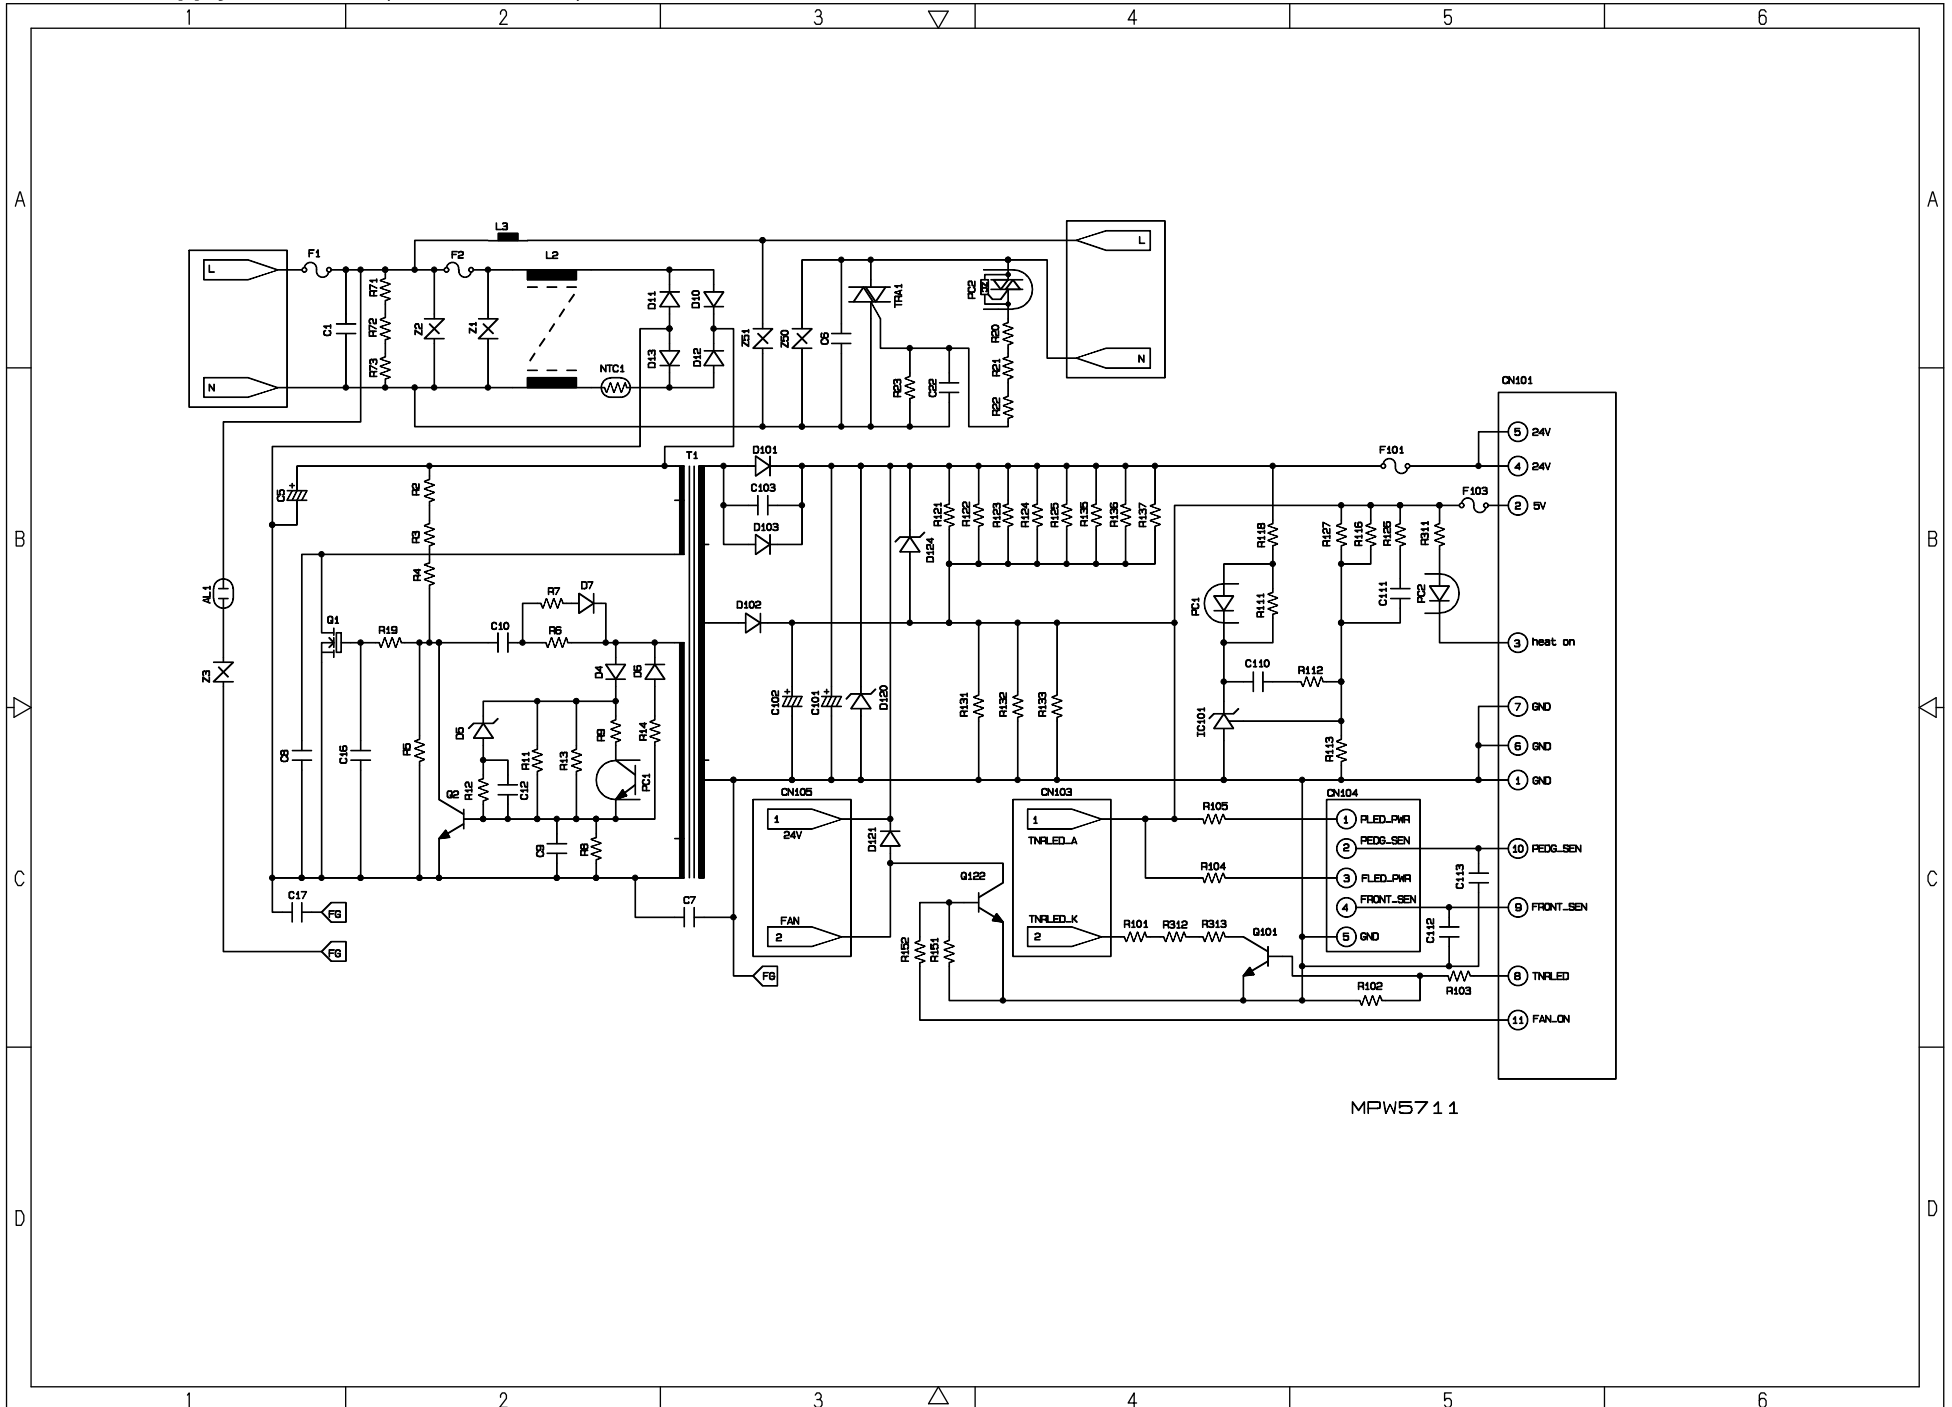 1 2 3 4 5 6
A A
L3
F1 F2 L2 L
L
R71 D11 D10 PC2 TRA1
C1 R72 Z2 Z1 Z51 Z50 C6 R20
D13 D12 R21 N
N R73 NTC1 R23 C22 R22
CN101
5 24V
T1 D101 F101
4 24V
C5 R2 C103 F103
2 5V
R121 R122 R123 R124 R125 R135 R136 R137 R118 R127 R116 R126 R311
B R3 D103 D124 B
R4
AL1 R7 D7 D102 PC1 R111 C111 PC2
Q1 R19 C10 R6
3 heat on
Z3 D4 D6 C110 R112
C102 C101 D120 R131 R132 R133
7 GND
D5 R9 R14 IC101
C8 C16 R5 R11 R13 R113
6 GND
R12 C12 PC1
1 GND
Q2 CN105 CN103 CN104
R105
1 24V
1 TNRLED_A
1 PLED_PWR
C9 R8 D121
2 PEDG_SEN
10 PEDG_SEN
C R104 C113 C
Q122
3 FLED_PWR
C17 FG C7
4 FRONT_SEN
9 FRONT_SEN
FAN
2
TNRLED_K
2
R101 R312 R313 Q101 C112
5 GND
FG R152 R151
FG
8 TNRLED
R102 R103
11 FAN_ON
MPW5711
D D
1 2 3 4 5 6